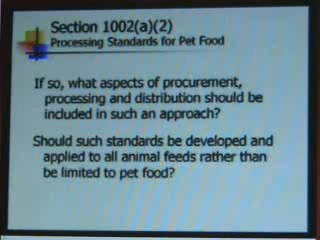 Section 1002(a)(2)
Processing Standards for Pet Food
If so, what aspects of procurement,
processing and distribution should be
included in such an approach?
Should such standards be developed and
applied to all animal feeds rather than
be limited to pet food?